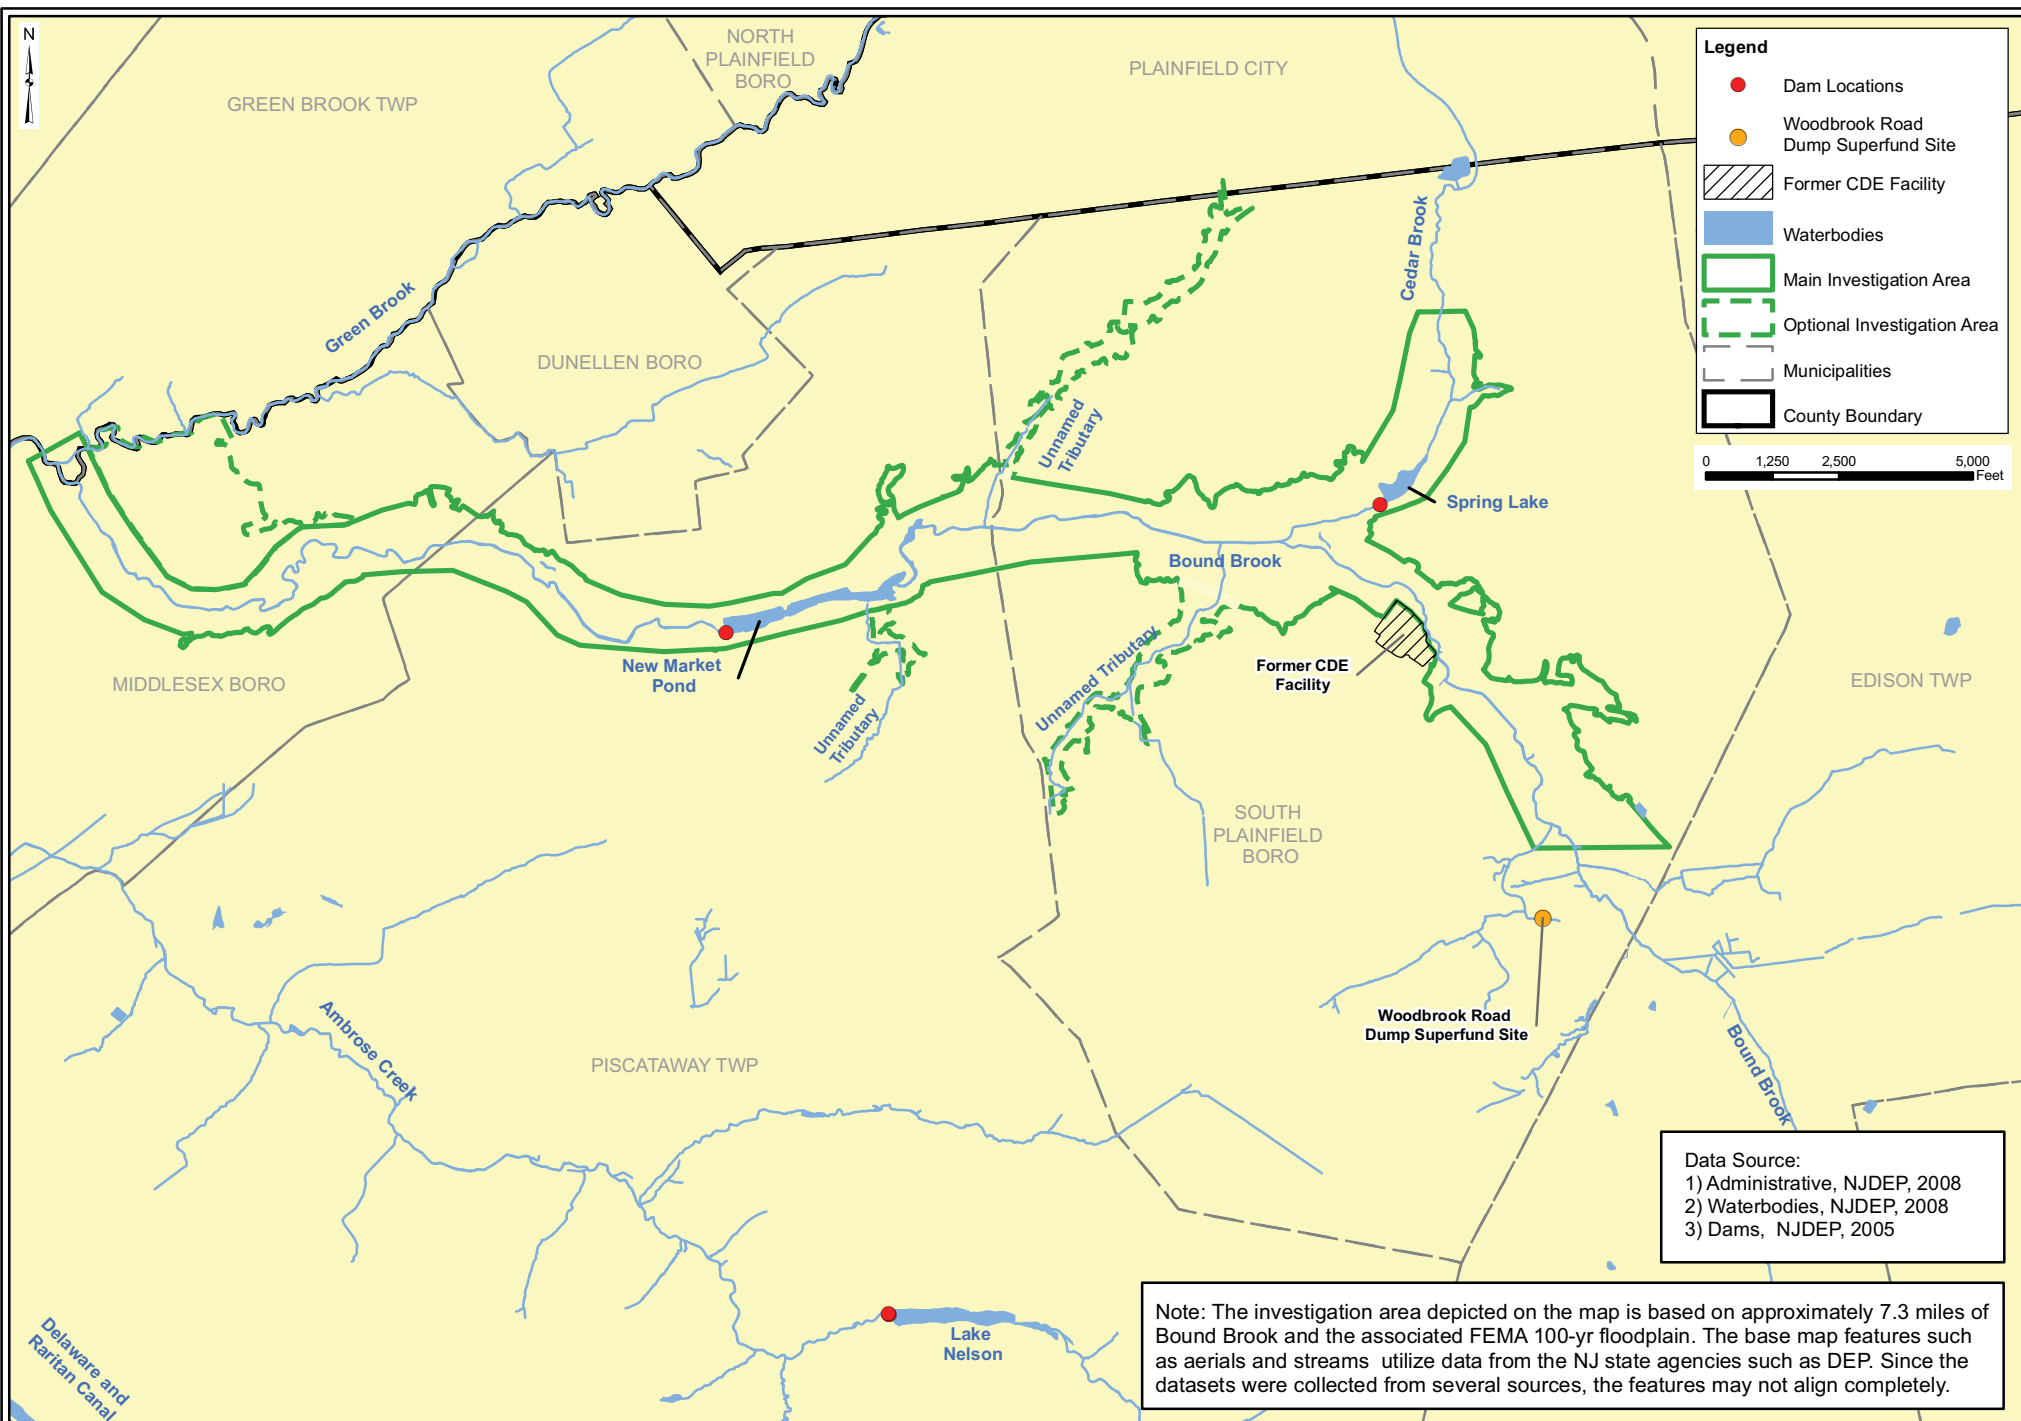 N
NORTH
PLAINFIELD
BORO
PLAINFIELD CITY
GREEN BROOK TWP
Legend
Dam Locations
Woodbrook Road
Dump Superfund Site
Former CDE Facility
Waterbodies
Main Investigation Area
Optional Investigation Area
Municipalities
County Boundary
0 1,250 2,500 5,000
Feet
Cedar Brook
Green Brook
DUNELLEN BORO
Unnamed
Tributary
Spring Lake
Bound Brook
New Market
Pond
Unnamed Tributary
Former CDE
Facility
MIDDLESEX BORO
EDISON TWP
Unnamed
Tributary
SOUTH
PLAINFIELD
BORO
Woodbrook Road
Dump Superfund Site
Ambrose Creek
PISCATAWAY TWP
Bound Brook
Data Source:
1) Administrative, NJDEP, 2008
2) Waterbodies, NJDEP, 2008
3) Dams, NJDEP, 2005
Lake
Nelson
Delaware and
Raritan Canal
Note: The investigation area depicted on the map is based on approximately 7.3 miles of
Bound Brook and the associated FEMA 100-yr floodplain. The base map features such
as aerials and streams utilize data from the NJ state agencies such as DEP. Since the
datasets were collected from several sources, the features may not align completely.